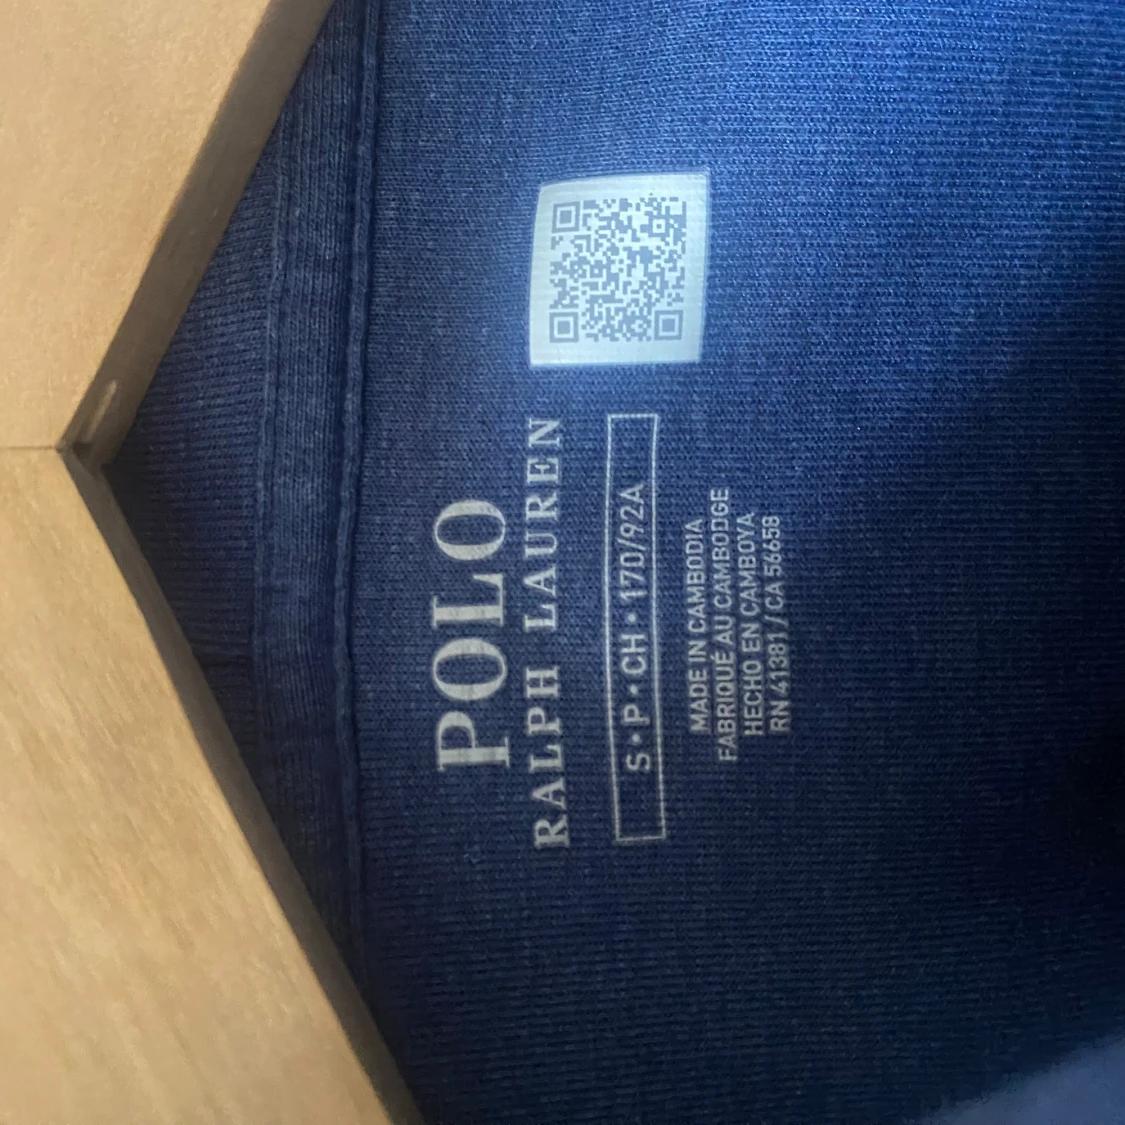 POLO
RALPH LAUREN
S • P • CH • 170/92A
MADE IN CAMBODIA
FABRIQUÉ AU CAMBODGE
HECHO EN CAMBOYA
RN 41381 / CA 56658